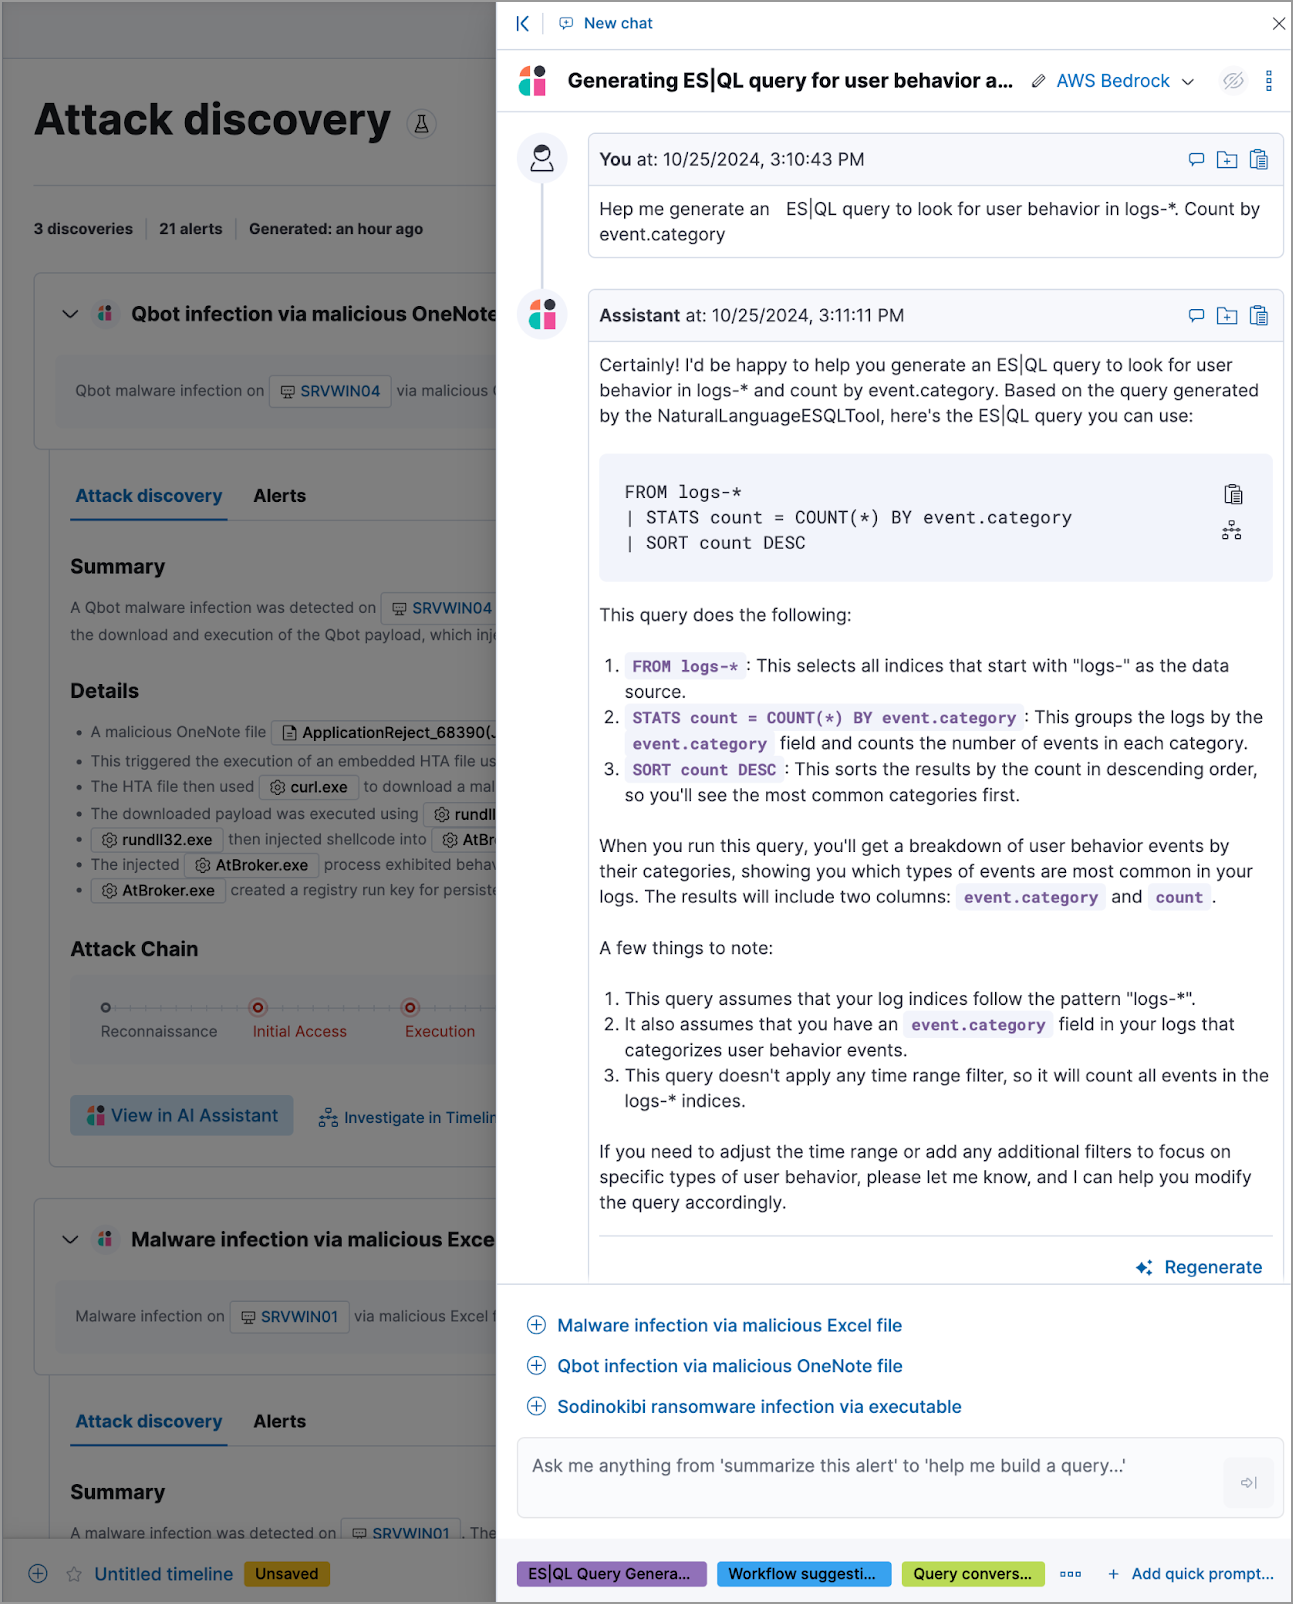 New chat
Attack discovery
3 discoveries
21 alerts
Generated: an hour ago
Qbot infection via malicious OneNote
Qbot malware infection on SRVWIN04 via malicious
Attack discovery
Alerts
Summary
A Qbot malware infection was detected on SRVWIN04
the download and execution of the Qbot payload, which inje
Details
• A malicious OneNote file ApplicationReject_68390(J
• This triggered the execution of an embedded HTA file us
• The HTA file then used curl.exe to download a mal
• The downloaded payload was executed using rundll
• rundll32.exe then injected shellcode into AtBr
• The injected AtBroker.exe process exhibited behav
• AtBroker.exe created a registry run key for persiste
Attack Chain
Reconnaissance
Initial Access
Execution
View in AI Assistant
Investigate in Timelin
Malware infection via malicious Exce
Malware infection on SRVWIN01 via malicious Excel f
Attack discovery
Alerts
Summary
A malware infection was detected on SRVWIN01 . The
Untitled timeline
Unsaved
Generating ES|QL query for user behavior a...
AWS Bedrock
You at: 10/25/2024, 3:10:43 PM
Hep me generate an ES|QL query to look for user behavior in logs-*. Count by
event.category
Assistant at: 10/25/2024, 3:11:11 PM
Certainly! I'd be happy to help you generate an ES|QL query to look for user
behavior in logs-* and count by event.category. Based on the query generated
by the NaturalLanguageESQLTool, here's the ES|QL query you can use:
FROM logs-*
| STATS count = COUNT(*) BY event.category
| SORT count DESC
This query does the following:
1. FROM logs-* : This selects all indices that start with "logs-" as the data
source.
2. STATS count = COUNT(*) BY event.category : This groups the logs by the
event.category field and counts the number of events in each category.
3. SORT count DESC : This sorts the results by the count in descending order,
so you'll see the most common categories first.
When you run this query, you'll get a breakdown of user behavior events by
their categories, showing you which types of events are most common in your
logs. The results will include two columns: event.category and count .
A few things to note:
1. This query assumes that your log indices follow the pattern "logs-*".
2. It also assumes that you have an event.category field in your logs that
categorizes user behavior events.
3. This query doesn't apply any time range filter, so it will count all events in the
logs-* indices.
If you need to adjust the time range or add any additional filters to focus on
specific types of user behavior, please let me know, and I can help you modify
the query accordingly.
Regenerate
Malware infection via malicious Excel file
Qbot infection via malicious OneNote file
Sodinokibi ransomware infection via executable
Ask me anything from 'summarize this alert' to 'help me build a query...'
ES|QL Query Genera...
Workflow suggesti...
Query convers...
+ Add quick prompt...